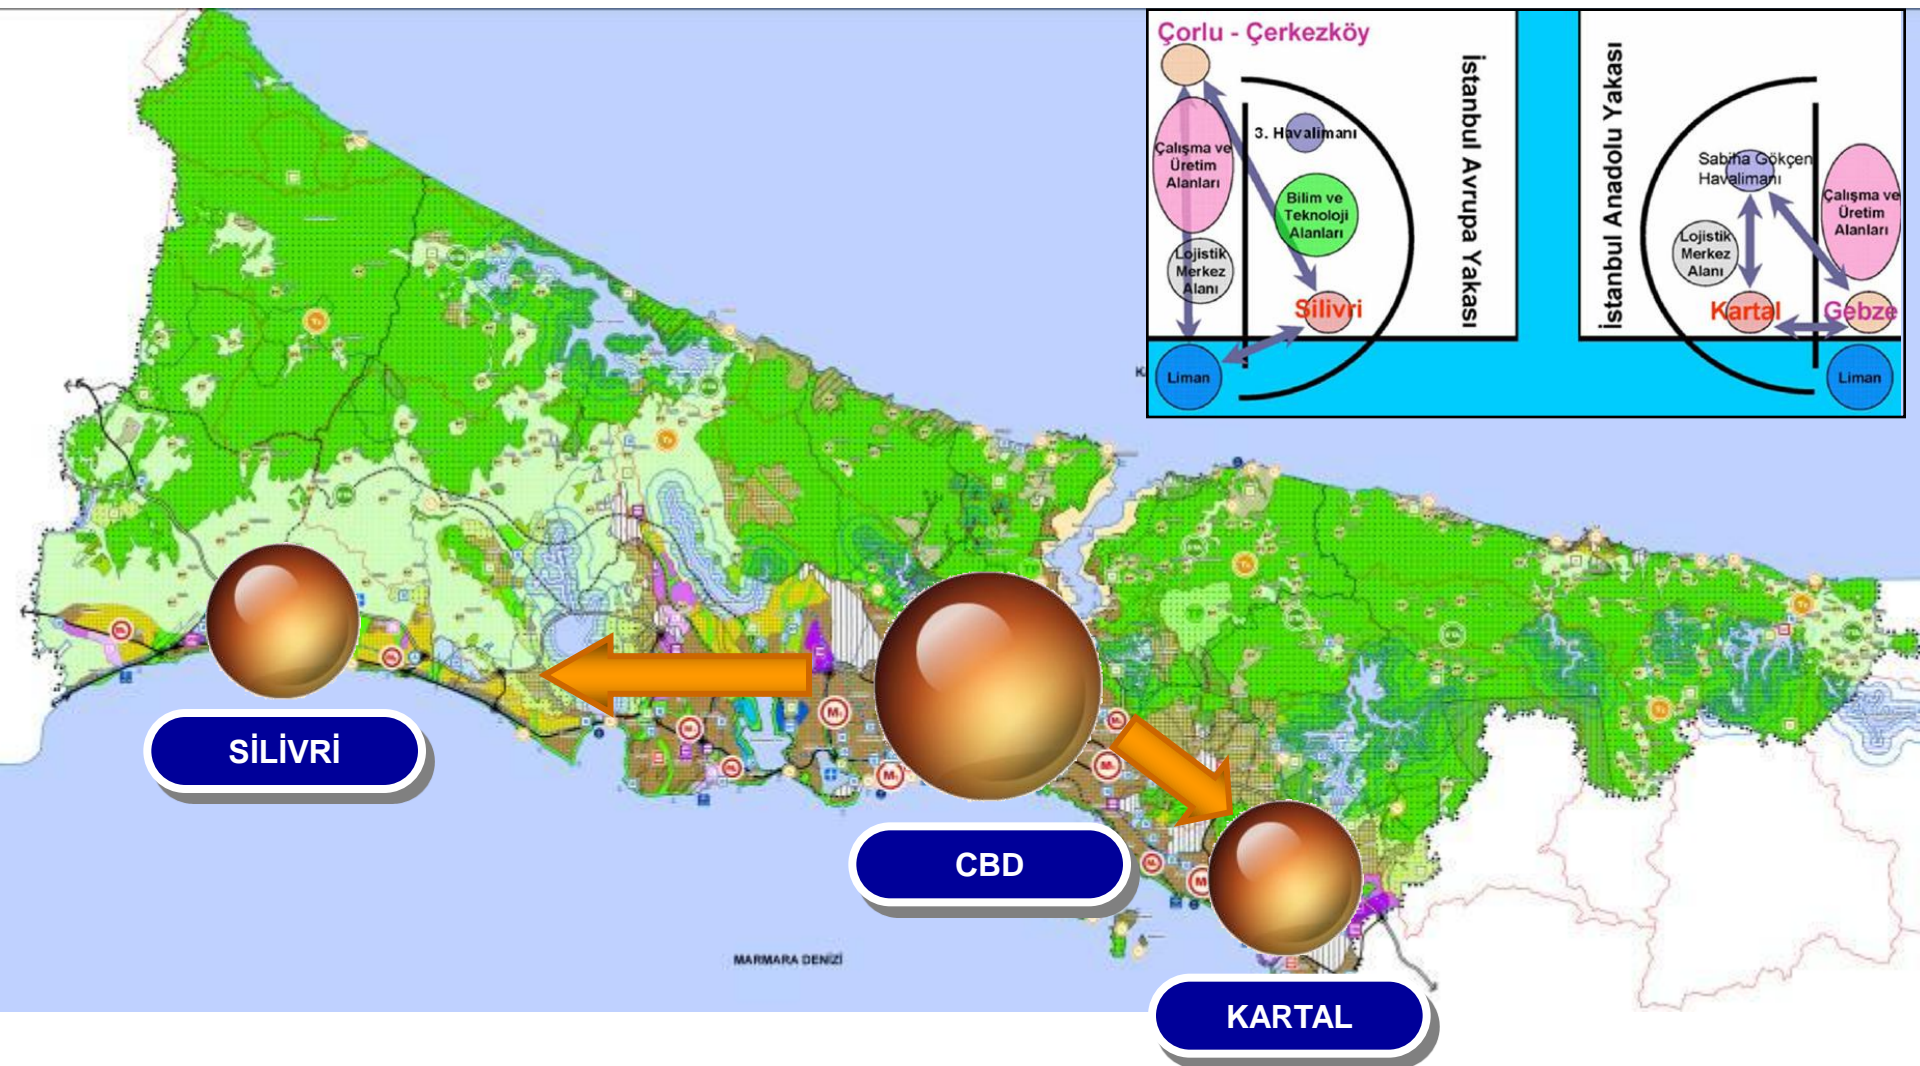 Çorlu - Çerkezköy
3. Havalimanı
Çalışma ve
Üretim
Alanları
Bilim ve
Teknoloji
Alanları
Lojistik
Merkez
Alanı
Silivri
Liman
İstanbul Avrupa Yakası
İstanbul Anadolu Yakası
Sabiha Gökçen
Havalimanı
Çalışma ve
Üretim
Alanları
Lojistik
Merkez
Alanı
Kartal
Gebze
Liman
SİLİVRİ
CBD
KARTAL
MARMARA DENİZİ